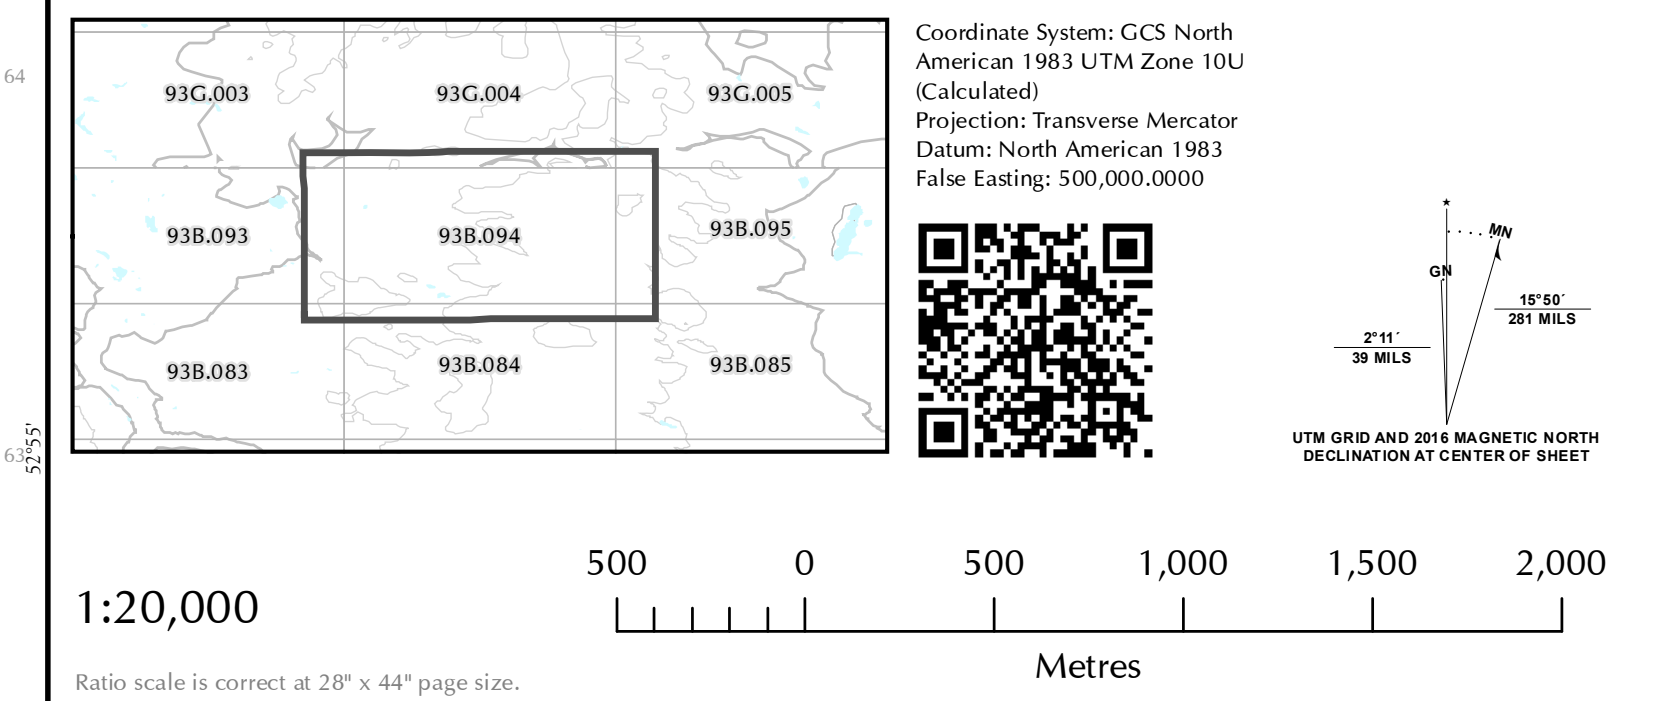 64
63
52°55'
93G.003
93G.004
93G.005
93B.093
93B.094
93B.095
93B.083
93B.084
93B.085
Coordinate System: GCS North
American 1983 UTM Zone 10U
(Calculated)
Projection: Transverse Mercator
Datum: North American 1983
False Easting: 500,000.0000
MN
GN
15°50´
281 MILS
2°11´
39 MILS
UTM GRID AND 2016 MAGNETIC NORTH
DECLINATION AT CENTER OF SHEET
1:20,000
500 0 500 1,000 1,500 2,000
Metres
Ratio scale is correct at 28" x 44" page size.